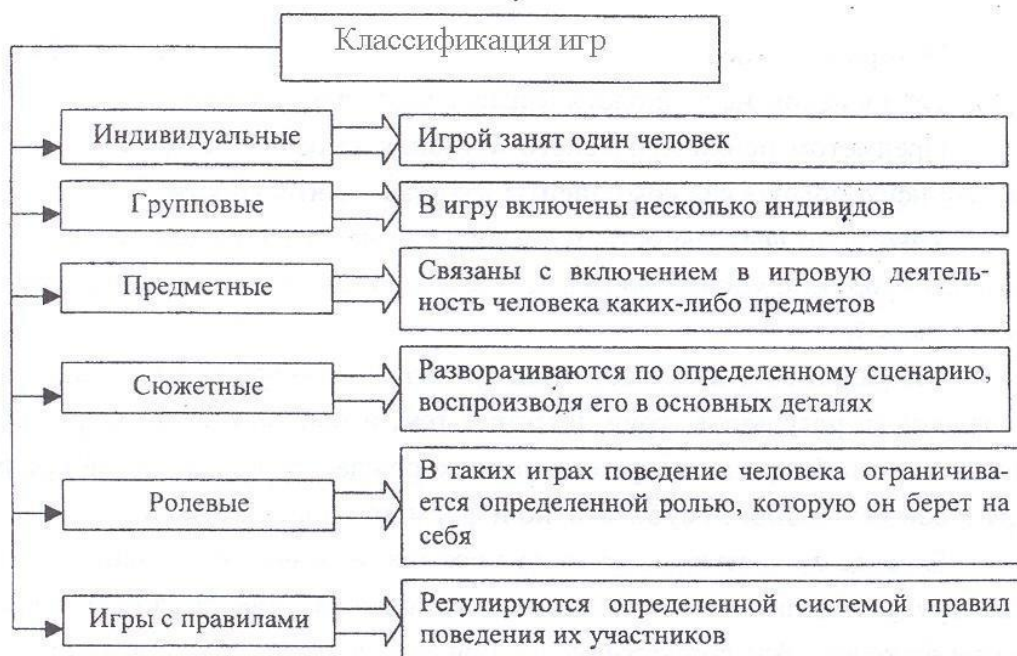 Классификация игр
Индивидуальные
Игрой занят один человек
Групповые
В игру включены несколько индивидов
Предметные
Связаны с включением в игровую деятель-
ность человека каких-либо предметов
Сюжетные
Разворачиваются по определенному сценарию,
воспроизводя его в основных деталях
Ролевые
В таких играх поведение человека ограничива-
ется определенной ролью, которую он берет на
себя
Игры с правилами
Регулируются определенной системой правил
поведения их участников